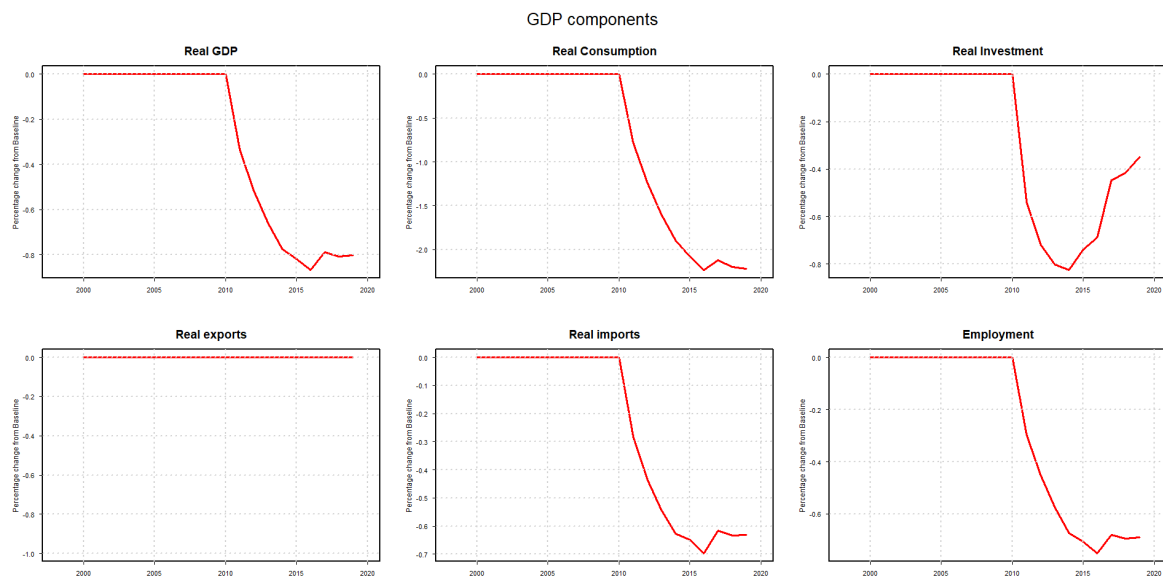 GDP components
Real GDP
Percentage change from Baseline
0.0
-0.2
-0.4
-0.6
-0.8
2000 2005 2010 2015 2020
Real Consumption
Percentage change from Baseline
0.0
-0.5
-1.0
-1.5
-2.0
2000 2005 2010 2015 2020
Real Investment
Percentage change from Baseline
0.0
-0.2
-0.4
-0.6
-0.8
2000 2005 2010 2015 2020
Real exports
Percentage change from Baseline
0.0
-0.2
-0.4
-0.6
-0.8
-1.0
2000 2005 2010 2015 2020
Real imports
Percentage change from Baseline
0.0
-0.1
-0.2
-0.3
-0.4
-0.5
-0.6
-0.7
2000 2005 2010 2015 2020
Employment
Percentage change from Baseline
0.0
-0.2
-0.4
-0.6
2000 2005 2010 2015 2020